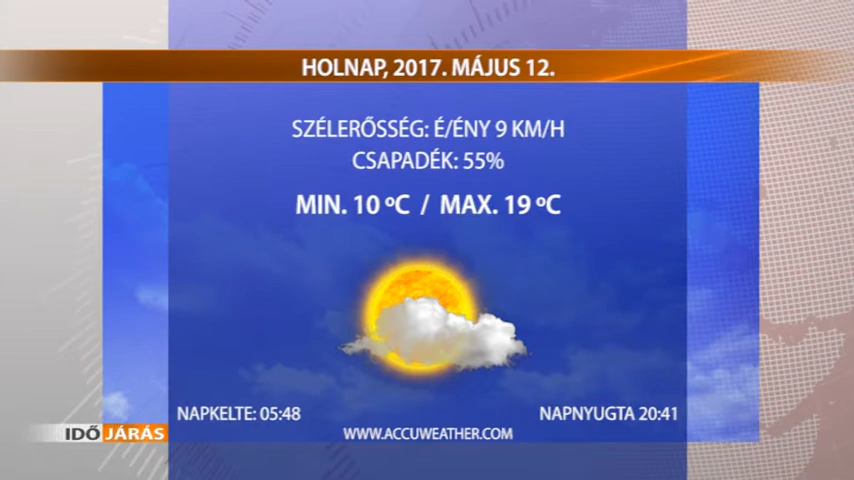 HOLNAP, 2017. MÁJUS 12.
SZÉLERŐSSÉG: É/ÉNY 9 KM/H
CSAPADÉK: 55%
MIN. 10 ºC / MAX. 19 ºC
NAPKELTE: 05:48
NAPNYUGTA 20:41
WWW.ACCUWEATHER.COM
IDŐJÁRÁS